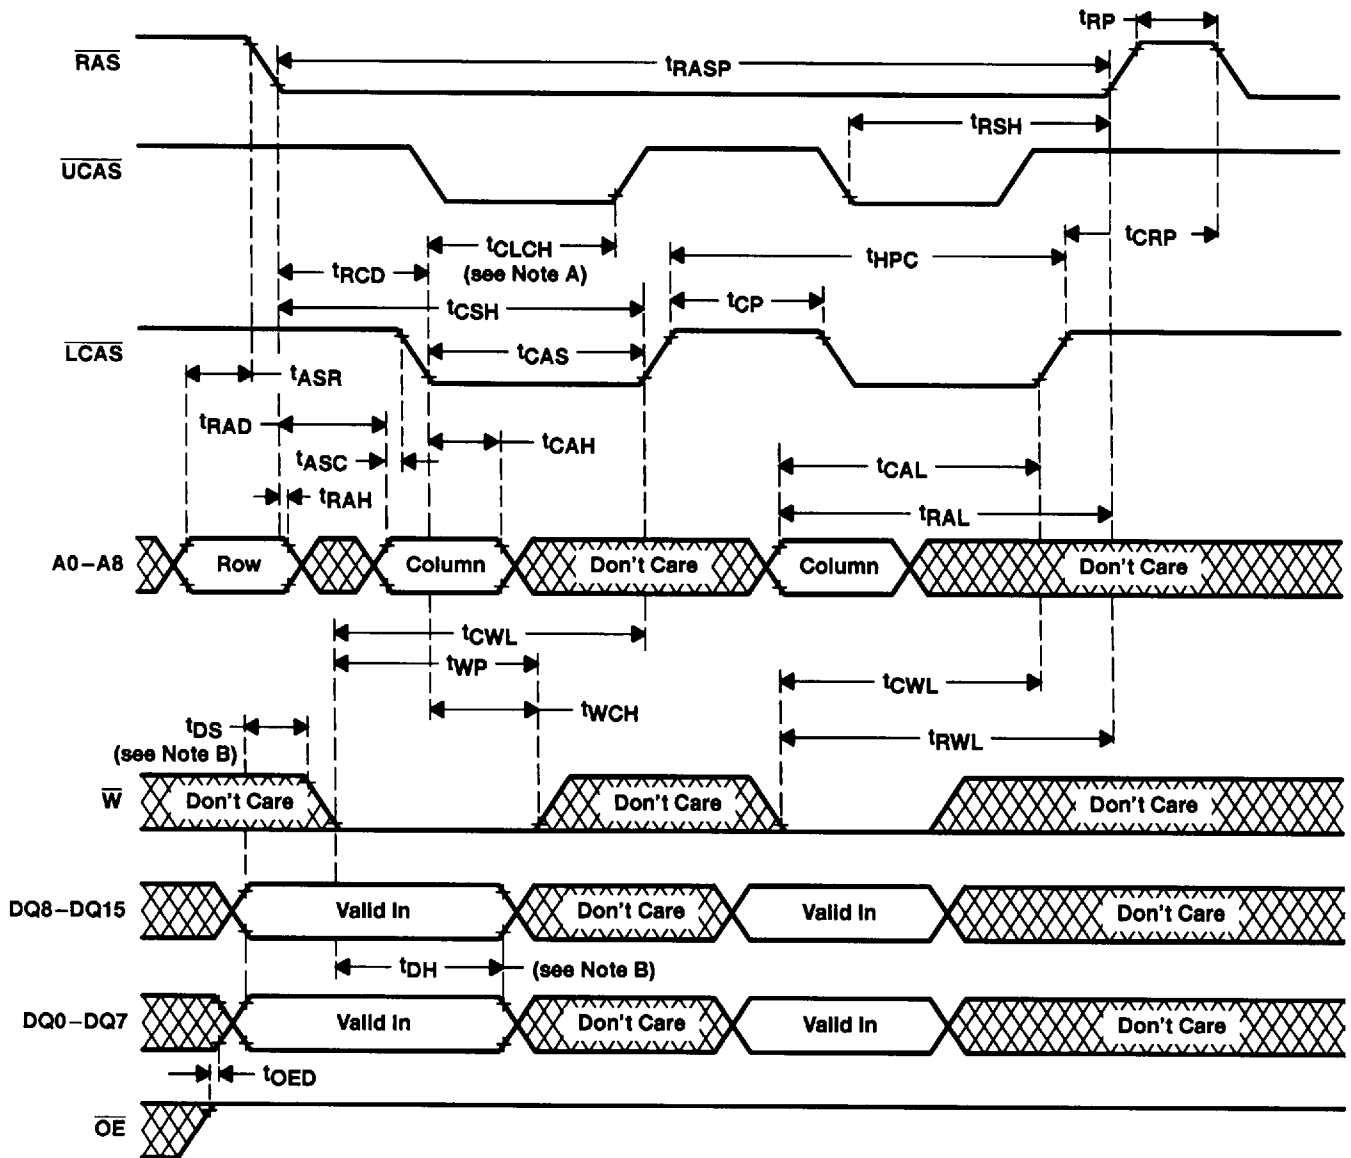 tRP
RAS
tRASP
tRSH
UCAS
tCRP
tCLCH
(see Note A)
tHPC
tRCD
tCSH
tCP
LCAS
tCAS
tASR
tRAD
tCAH
tASC
tCAL
tRAH
tRAL
A0–A8
Row
Column
Don't Care
Column
Don't Care
tCWL
tWP
tCWL
tWCH
tDS
(see Note B)
tRWL
W
Don't Care
Don't Care
Don't Care
DQ8–DQ15
Valid In
Don't Care
Valid In
Don't Care
tDH
(see Note B)
DQ0–DQ7
Valid In
Don't Care
Valid In
Don't Care
tOED
OE